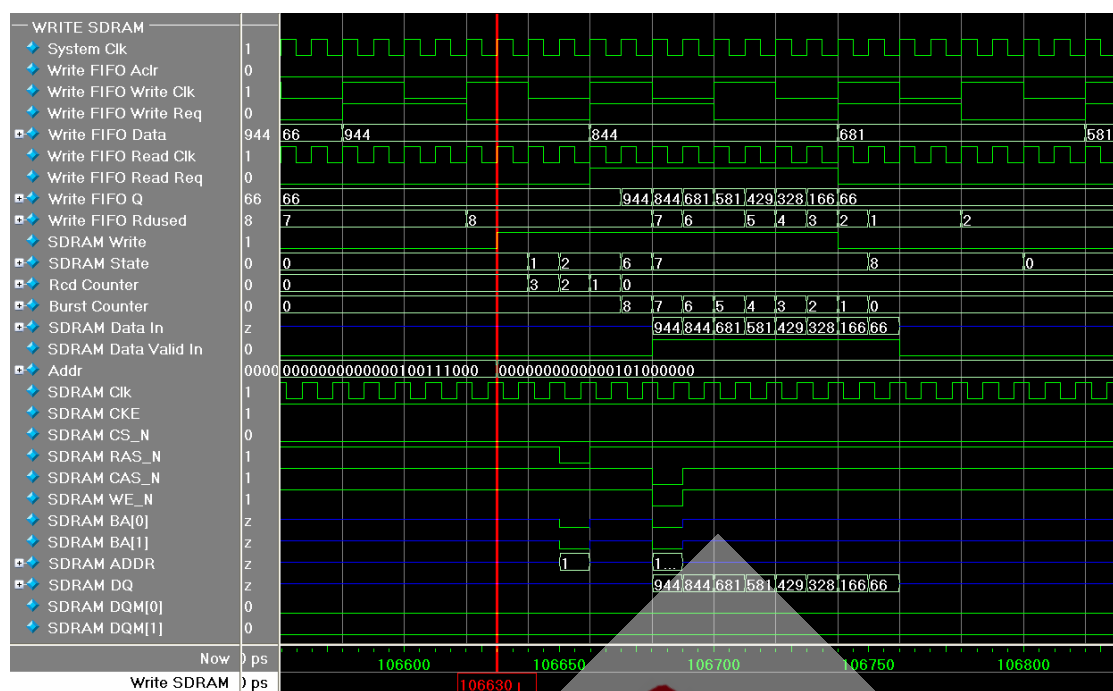 WRITE SDRAM
System Clk 1
Write FIFO Aclr 0
Write FIFO Write Clk 1
Write FIFO Write Req 0
Write FIFO Data 944 66 944 844 681 581
Write FIFO Read Clk 1
Write FIFO Read Req 0
Write FIFO Q 66 66 944 844 681 581 429 328 166 66
Write FIFO Rdused 8 7 8 7 6 5 4 3 2 1 2
SDRAM Write 1
SDRAM State 0 0 1 2 6 7 8 0
Rcd Counter 0 0 3 2 1 0
Burst Counter 0 0 8 7 6 5 4 3 2 1 0
SDRAM Data In z 944 844 681 581 429 328 166 66
SDRAM Data Valid In 0
Addr 0000 0000000000000100111000 0000000000000101000000
SDRAM Clk 1
SDRAM CKE 1
SDRAM CS_N 0
SDRAM RAS_N 1
SDRAM CAS_N 1
SDRAM WE_N 1
SDRAM BA[0] z
SDRAM BA[1] z
SDRAM ADDR z 1 1...
SDRAM DQ z 944 844 681 581 429 328 166 66
SDRAM DQM[0] 0
SDRAM DQM[1] 0
Now ps 106600 106650 106700 106750 106800
Write SDRAM ps 106630